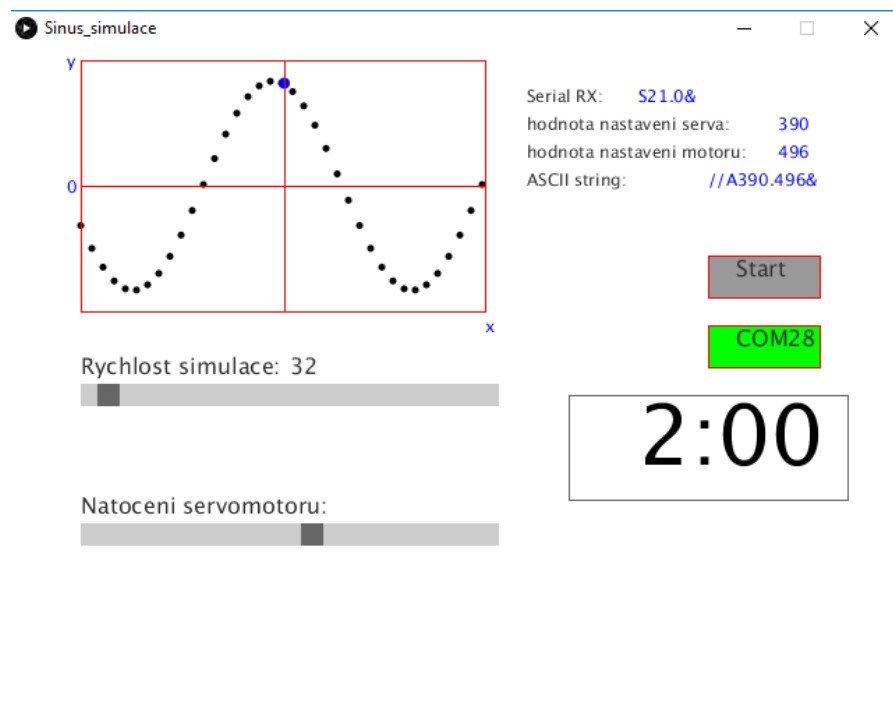 Sinus_simulace
y
0
x
Serial RX: S21.0&
hodnota nastaveni serva: 390
hodnota nastaveni motoru: 496
ASCII string: //A390.496&
Start
COM28
Rychlost simulace: 32
2:00
Natoceni servomotoru: